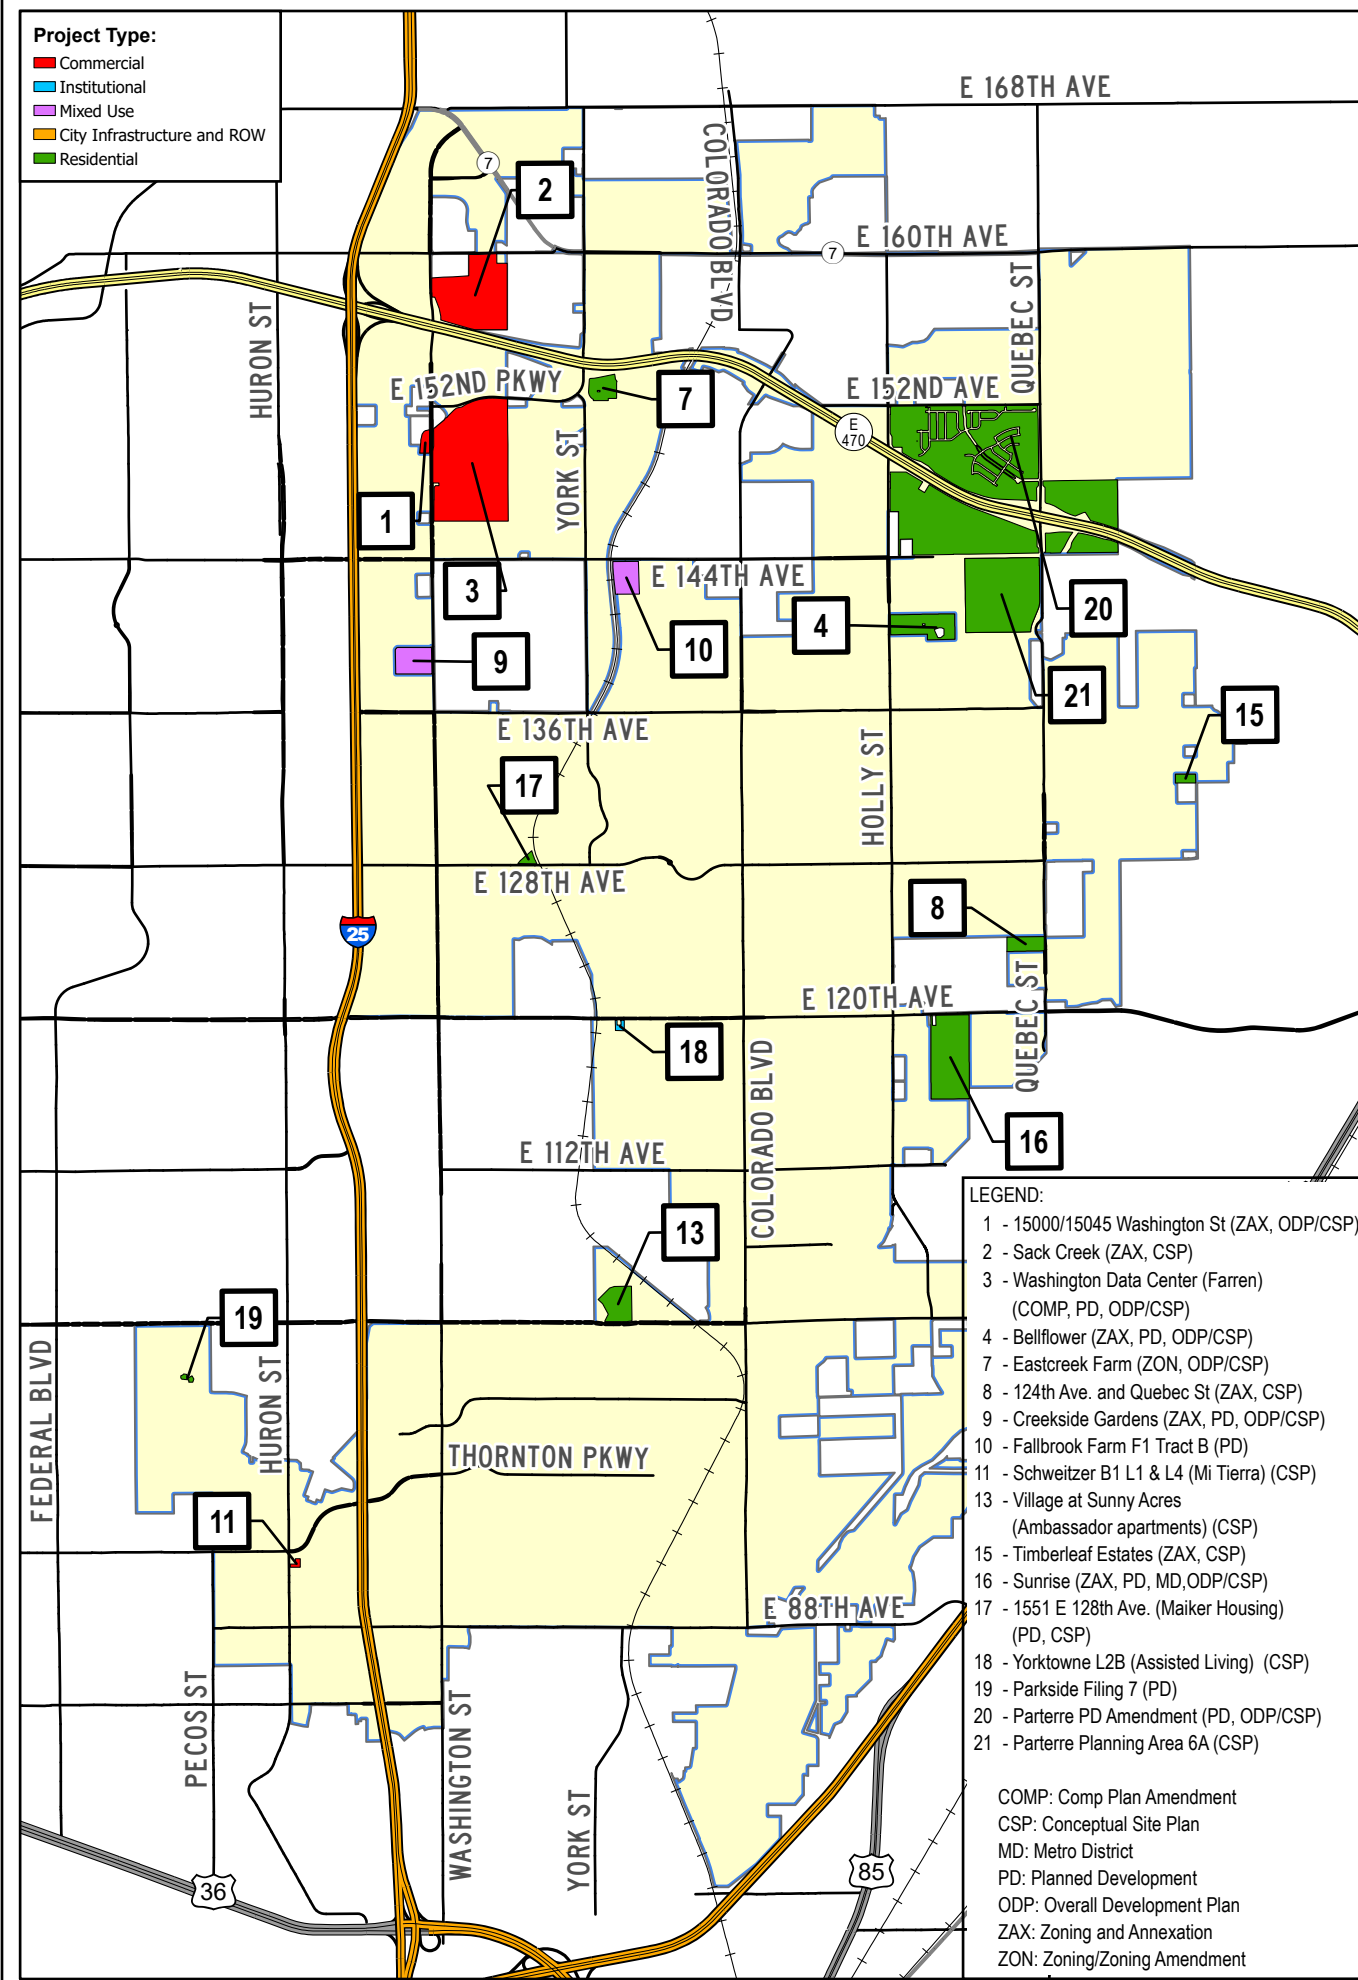 Project Type:
Commercial
Institutional
Mixed Use
City Infrastructure and ROW
Residential
E 168TH AVE
7
2
COLORADO BLVD
E 160TH AVE
7
HURON ST
QUEBEC ST
E 152ND PKWY
7
E 152ND AVE
E
470
YORK ST
1
3
E 144TH AVE
20
4
10
9
21
15
E 136TH AVE
17
HOLLY ST
E 128TH AVE
8
25
QUEBEC ST
E 120TH AVE
18
COLORADO BLVD
16
E 112TH AVE
13
19
FEDERAL BLVD
HURON ST
THORNTON PKWY
11
E 88TH AVE
PECOS ST
WASHINGTON ST
YORK ST
36
85
LEGEND:
1 - 15000/15045 Washington St (ZAX, ODP/CSP)
2 - Sack Creek (ZAX, CSP)
3 - Washington Data Center (Farren)
(COMP, PD, ODP/CSP)
4 - Bellflower (ZAX, PD, ODP/CSP)
7 - Eastcreek Farm (ZON, ODP/CSP)
8 - 124th Ave. and Quebec St (ZAX, CSP)
9 - Creekside Gardens (ZAX, PD, ODP/CSP)
10 - Fallbrook Farm F1 Tract B (PD)
11 - Schweitzer B1 L1 & L4 (Mi Tierra) (CSP)
13 - Village at Sunny Acres
(Ambassador apartments) (CSP)
15 - Timberleaf Estates (ZAX, CSP)
16 - Sunrise (ZAX, PD, MD,ODP/CSP)
17 - 1551 E 128th Ave. (Maiker Housing)
(PD, CSP)
18 - Yorktowne L2B (Assisted Living) (CSP)
19 - Parkside Filing 7 (PD)
20 - Parterre PD Amendment (PD, ODP/CSP)
21 - Parterre Planning Area 6A (CSP)
COMP: Comp Plan Amendment
CSP: Conceptual Site Plan
MD: Metro District
PD: Planned Development
ODP: Overall Development Plan
ZAX: Zoning and Annexation
ZON: Zoning/Zoning Amendment